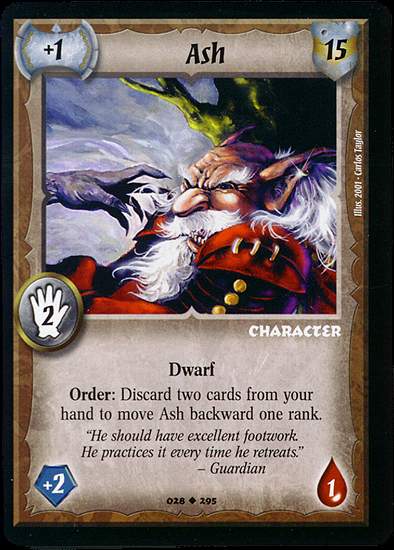 +1
Ash
15
Illus. 2001 • Carlos Taylor
2
CHARACTER
Dwarf
Order: Discard two cards from your
hand to move Ash backward one rank.
“He should have excellent footwork.
He practices it every time he retreats.”
– Guardian
+2
028 ◆ 295
1